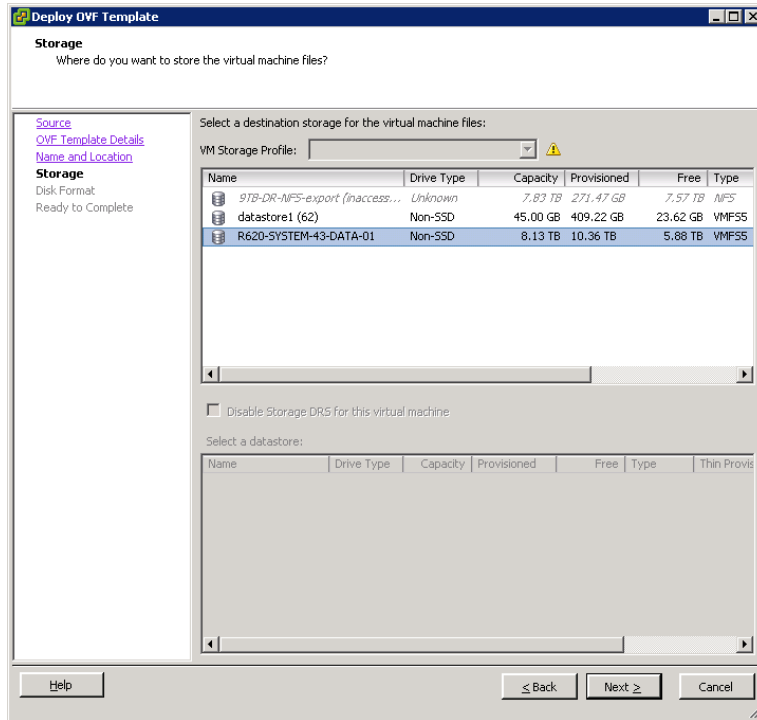 Deploy OVF Template
Storage
Where do you want to store the virtual machine files?
Source
OVF Template Details
Name and Location
Storage
Disk Format
Ready to Complete
Select a destination storage for the virtual machine files:
VM Storage Profile:
Name Drive Type Capacity Provisioned Free Type
9TB-DR-NFS-export (inaccess... Unknown 7.83 TB 271.47 GB 7.57 TB NFS
datastore1 (62) Non-SSD 45.00 GB 409.22 GB 23.62 GB VMFS5
R620-SYSTEM-43-DATA-01 Non-SSD 8.13 TB 10.36 TB 5.88 TB VMFS5
Disable Storage DRS for this virtual machine
Select a datastore:
Name Drive Type Capacity Provisioned Free Type Thin Provis
Help ≤ Back Next ≥ Cancel